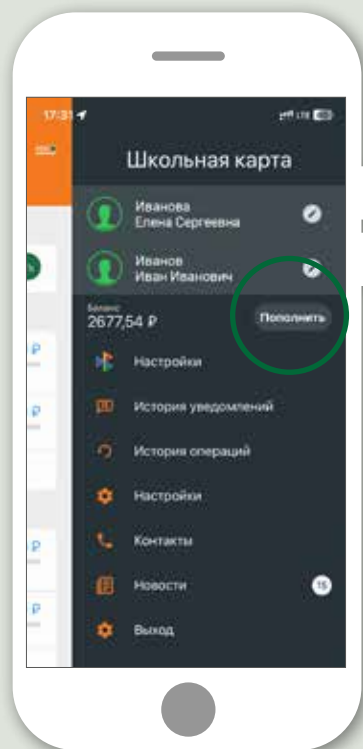 17:31
LTE
Школьная карта
Иванова
Елена Сергеевна
Иванов
Иван Иванович
Баланс
2677,54 ₽
Пополнить
Настройки
История уведомлений
История операций
Настройки
Контакты
Новости
15
Выход
₽
₽
₽
₽